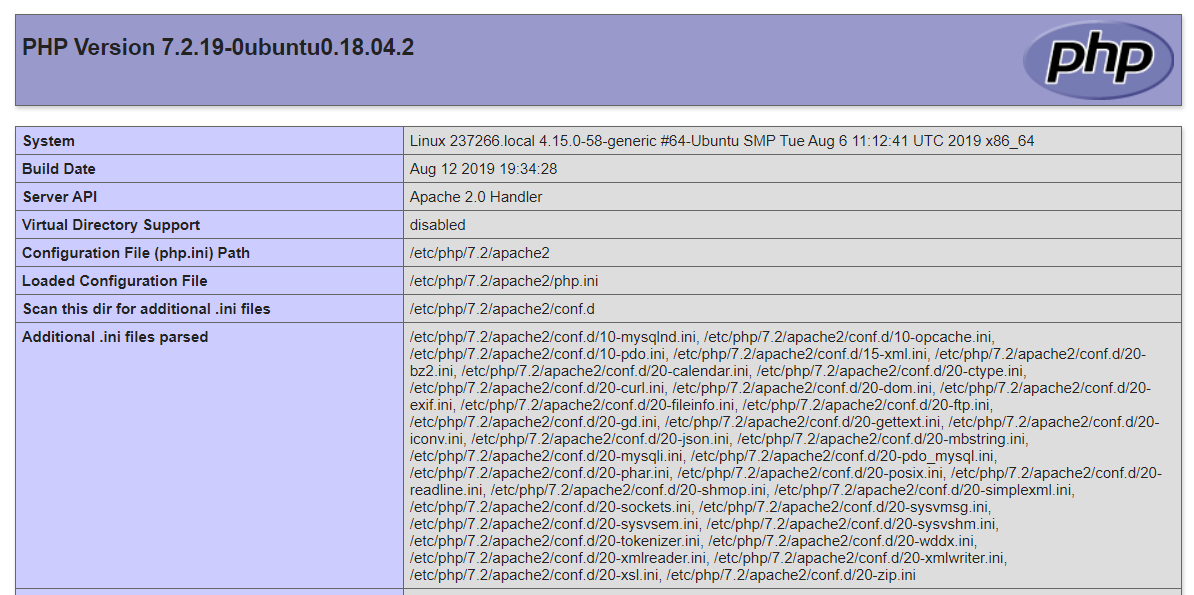 PHP Version 7.2.19-0ubuntu0.18.04.2
php
System
Linux 237266.local 4.15.0-58-generic #64-Ubuntu SMP Tue Aug 6 11:12:41 UTC 2019 x86_64
Build Date
Aug 12 2019 19:34:28
Server API
Apache 2.0 Handler
Virtual Directory Support
disabled
Configuration File (php.ini) Path
/etc/php/7.2/apache2
Loaded Configuration File
/etc/php/7.2/apache2/php.ini
Scan this dir for additional .ini files
/etc/php/7.2/apache2/conf.d
Additional .ini files parsed
/etc/php/7.2/apache2/conf.d/10-mysqlnd.ini, /etc/php/7.2/apache2/conf.d/10-opcache.ini,
/etc/php/7.2/apache2/conf.d/10-pdo.ini, /etc/php/7.2/apache2/conf.d/15-xml.ini, /etc/php/7.2/apache2/conf.d/20-
bz2.ini, /etc/php/7.2/apache2/conf.d/20-calendar.ini, /etc/php/7.2/apache2/conf.d/20-ctype.ini,
/etc/php/7.2/apache2/conf.d/20-curl.ini, /etc/php/7.2/apache2/conf.d/20-dom.ini, /etc/php/7.2/apache2/conf.d/20-
exif.ini, /etc/php/7.2/apache2/conf.d/20-fileinfo.ini, /etc/php/7.2/apache2/conf.d/20-ftp.ini,
/etc/php/7.2/apache2/conf.d/20-gd.ini, /etc/php/7.2/apache2/conf.d/20-gettext.ini, /etc/php/7.2/apache2/conf.d/20-
iconv.ini, /etc/php/7.2/apache2/conf.d/20-json.ini, /etc/php/7.2/apache2/conf.d/20-mbstring.ini,
/etc/php/7.2/apache2/conf.d/20-mysqli.ini, /etc/php/7.2/apache2/conf.d/20-pdo_mysql.ini,
/etc/php/7.2/apache2/conf.d/20-phar.ini, /etc/php/7.2/apache2/conf.d/20-posix.ini, /etc/php/7.2/apache2/conf.d/20-
readline.ini, /etc/php/7.2/apache2/conf.d/20-shmop.ini, /etc/php/7.2/apache2/conf.d/20-simplexml.ini,
/etc/php/7.2/apache2/conf.d/20-sockets.ini, /etc/php/7.2/apache2/conf.d/20-sysvmsg.ini,
/etc/php/7.2/apache2/conf.d/20-sysvsem.ini, /etc/php/7.2/apache2/conf.d/20-sysvshm.ini,
/etc/php/7.2/apache2/conf.d/20-tokenizer.ini, /etc/php/7.2/apache2/conf.d/20-wddx.ini,
/etc/php/7.2/apache2/conf.d/20-xmlreader.ini, /etc/php/7.2/apache2/conf.d/20-xmlwriter.ini,
/etc/php/7.2/apache2/conf.d/20-xsl.ini, /etc/php/7.2/apache2/conf.d/20-zip.ini